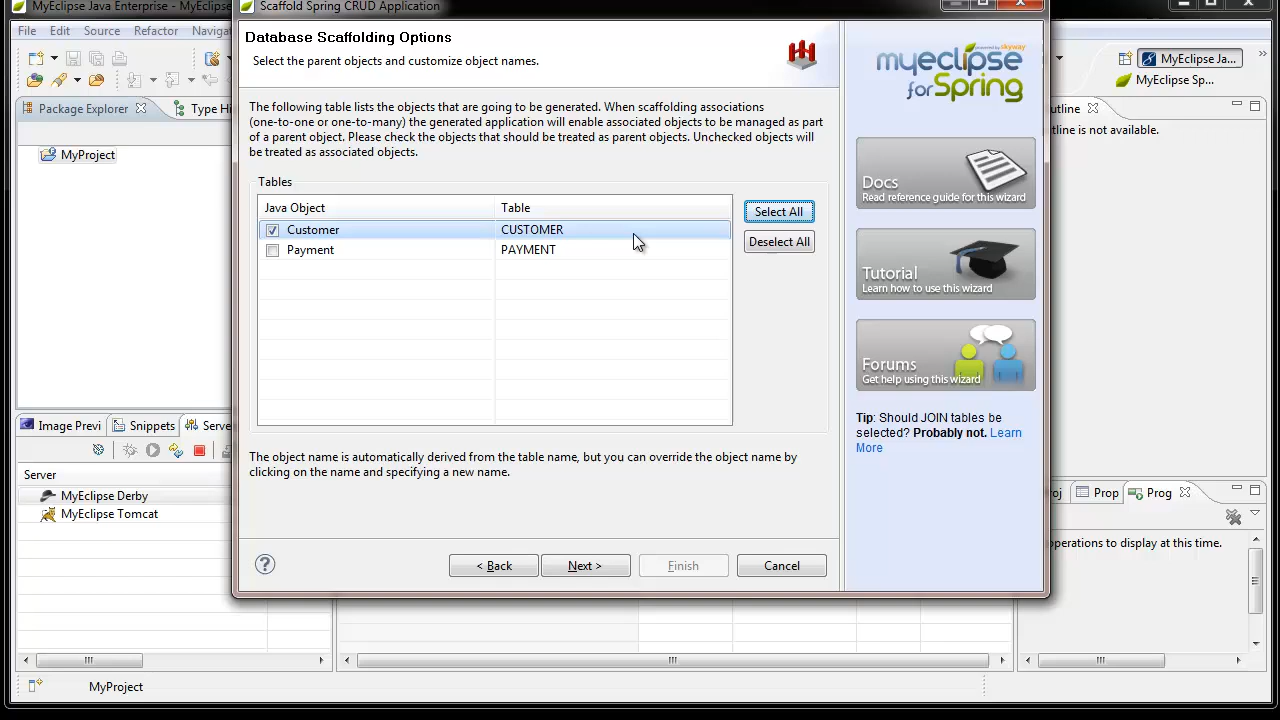 MyEclipse Java Enterprise - MyEclipse
Scaffold Spring CRUD Application
File Edit Source Refactor Naviga
Package Explorer Type Hi
MyProject
Database Scaffolding Options
Select the parent objects and customize object names.
The following table lists the objects that are going to be generated. When scaffolding associations
(one-to-one or one-to-many) the generated application will enable associated objects to be managed as part
of a parent object. Please check the objects that should be treated as parent objects. Unchecked objects will
be treated as associated objects.
Tables
Java Object Table
Customer CUSTOMER
Payment PAYMENT
Select All
Deselect All
The object name is automatically derived from the table name, but you can override the object name by
clicking on the name and specifying a new name.
? < Back Next > Finish Cancel
powered by skyway
myeclipse
for Spring
Docs
Read reference guide for this wizard
Tutorial
Learn how to use this wizard
Forums
Get help using this wizard
Tip: Should JOIN tables be
selected? Probably not. Learn
More
MyEclipse Ja...
MyEclipse Sp...
utline
tline is not available.
Image Previ Snippets Serve
Server
MyEclipse Derby
MyEclipse Tomcat
oj Prop Prog
operations to display at this time.
MyProject